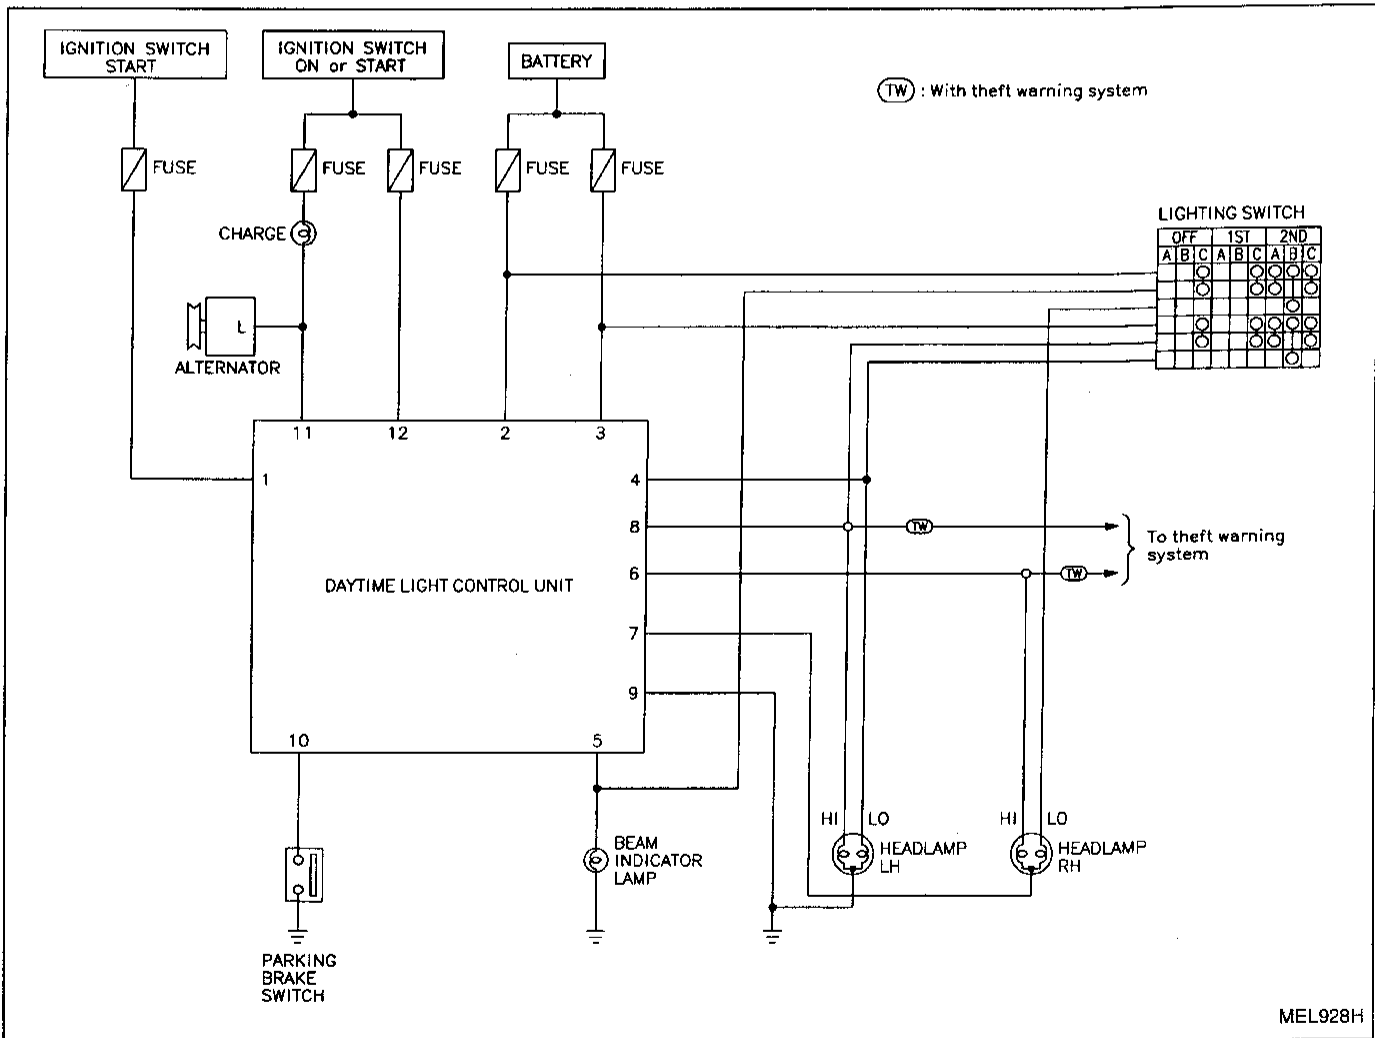 IGNITION SWITCH
START
IGNITION SWITCH
ON or START
BATTERY
TW : With theft warning system
FUSE
FUSE
FUSE
FUSE
FUSE
CHARGE
LIGHTING SWITCH
OFF 1ST 2ND
A B C A B C A B C
L
ALTERNATOR
11 12 2 3
1
4
8
TW
6
TW
To theft warning
system
DAYTIME LIGHT CONTROL UNIT
7
9
10 5
HI LO
HEADLAMP
LH
HI LO
HEADLAMP
RH
BEAM
INDICATOR
LAMP
PARKING
BRAKE
SWITCH
MEL928H